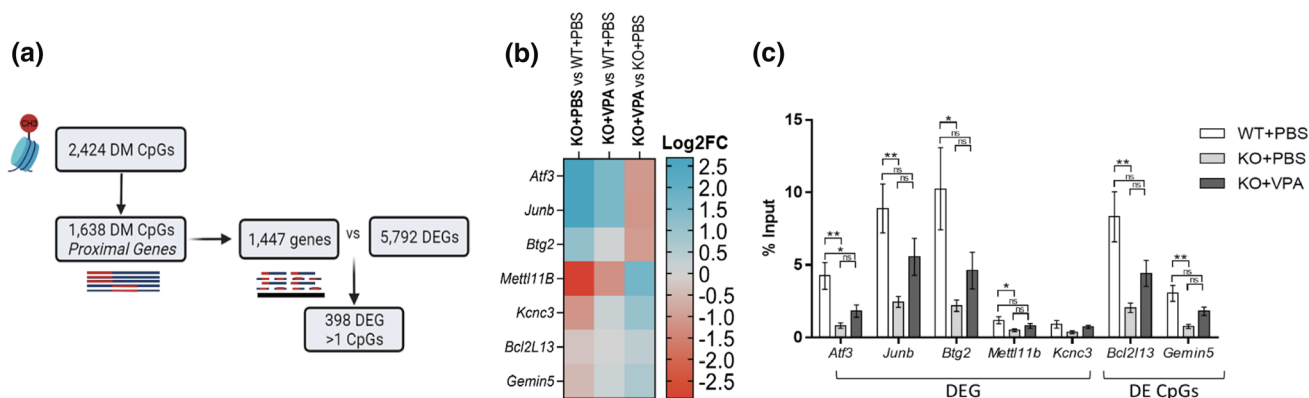 (a)
CH3
2,424 DM CpGs
1,638 DM CpGs
Proximal Genes
1,447 genes
vs
5,792 DEGs
398 DEG
>1 CpGs
(b)
KO+PBS vs WT+PBS
KO+VPA vs WT+PBS
KO+VPA vs KO+PBS
Log2FC
Atf3
Junb
Btg2
Mettl11B
Kcnc3
Bcl2L13
Gemin5
2.5
2.0
1.5
1.0
0.5
0
-0.5
-1.0
-1.5
-2.0
-2.5
(c)
% Input
15
10
5
0
**
*
ns
**
ns
ns
*
ns
ns
*
ns
ns
**
ns
ns
**
ns
ns
Atf3
Junb
Btg2
Mettl11b
Kcnc3
Bcl2l13
Gemin5
DEG
DE CpGs
WT+PBS
KO+PBS
KO+VPA